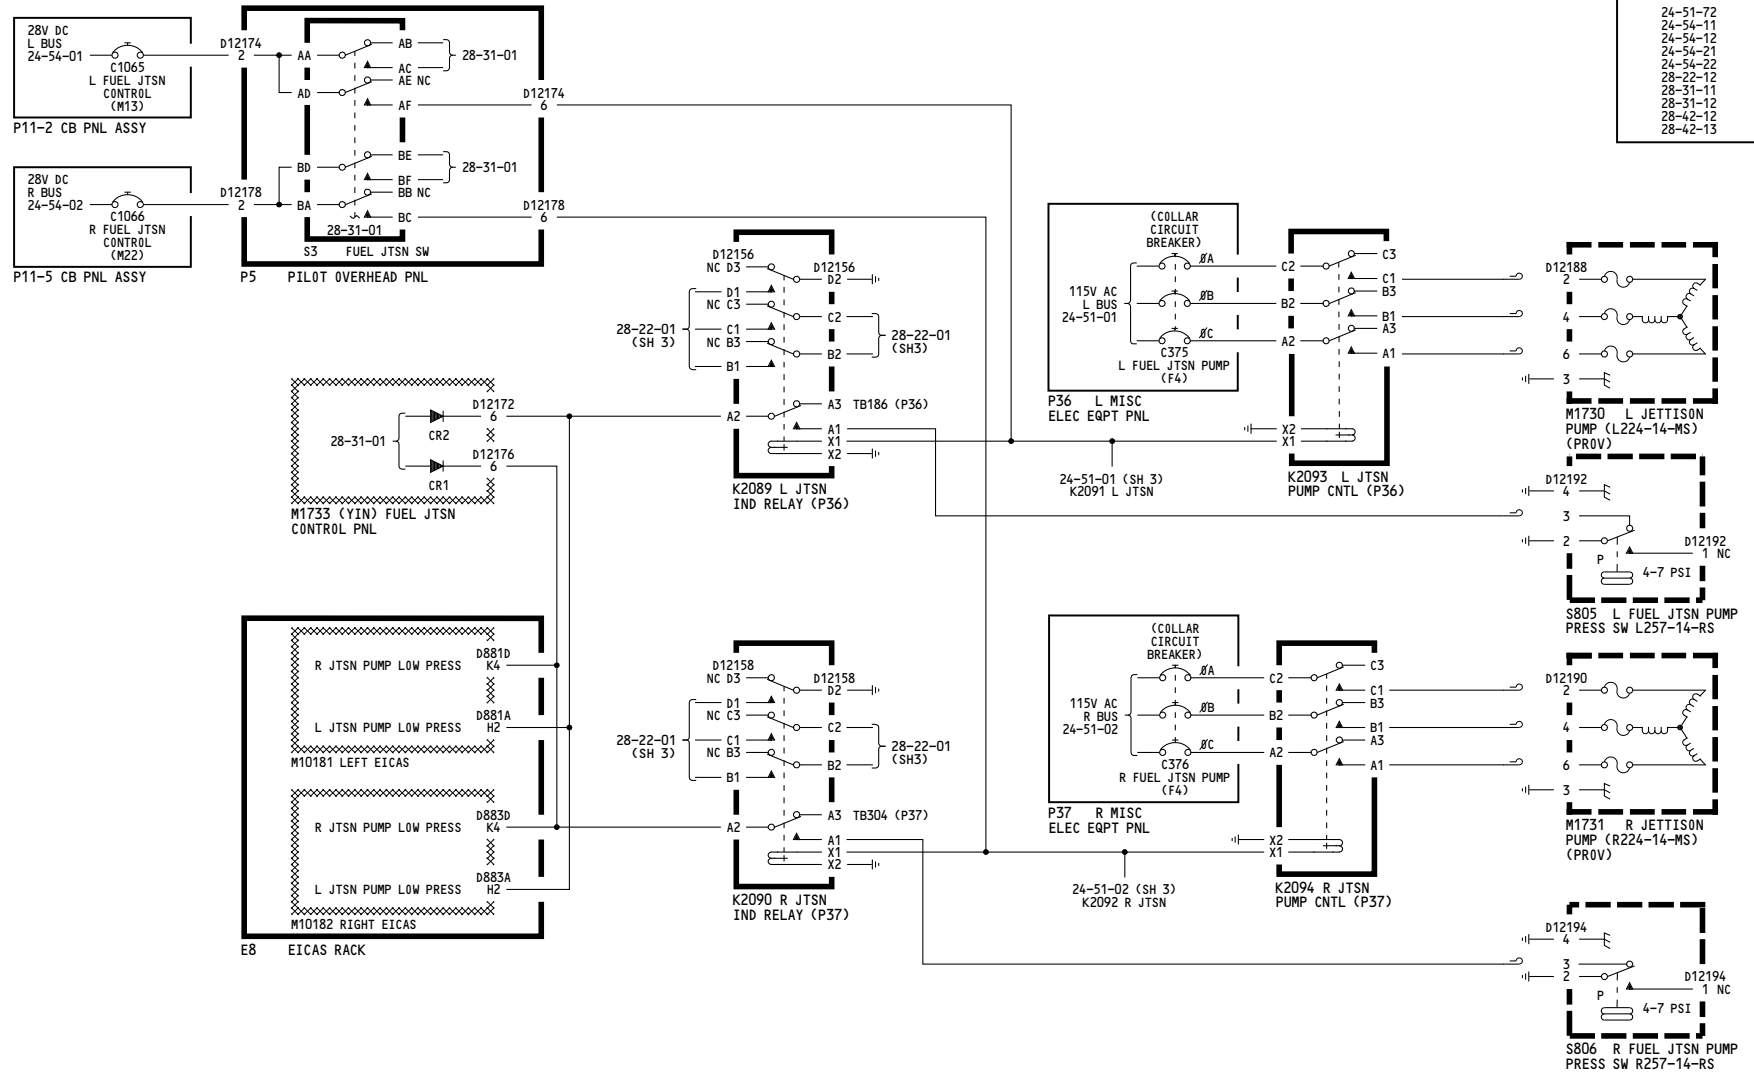 28V DC
L BUS
24-54-01
C1065
L FUEL JTSN
CONTROL
(M13)
P11-2 CB PNL ASSY
28V DC
R BUS
24-54-02
C1066
R FUEL JTSN
CONTROL
(M22)
P11-5 CB PNL ASSY
D12174
2
D12178
2
AA
AD
BD
BA
AB
AC
AE NC
AF
BE
BF
BB NC
BC
28-31-01
28-31-01
28-31-01
S3 FUEL JTSN SW
P5 PILOT OVERHEAD PNL
D12174
6
D12178
6
24-51-72
24-54-11
24-54-12
24-54-21
24-54-22
28-22-12
28-31-11
28-31-12
28-42-12
28-42-13
28-31-01
CR2
CR1
D12172
6
D12176
6
M1733 (YIN) FUEL JTSN
CONTROL PNL
D12156
NC D3
D1
NC C3
C1
NC B3
B1
A2
28-22-01
(SH 3)
D12156
D2
C2
B2
28-22-01
(SH3)
A3 TB186 (P36)
A1
X1
X2
K2089 L JTSN
IND RELAY (P36)
(COLLAR
CIRCUIT
BREAKER)
ØA
ØB
ØC
115V AC
L BUS
24-51-01
C375
L FUEL JTSN PUMP
(F4)
P36 L MISC
ELEC EQPT PNL
C2
B2
A2
X2
X1
C3
C1
B3
B1
A3
A1
K2093 L JTSN
PUMP CNTL (P36)
24-51-01 (SH 3)
K2091 L JTSN
D12188
2
4
6
3
M1730 L JETTISON
PUMP (L224-14-MS)
(PROV)
D12192
4
3
2
D12192
1 NC
P
4-7 PSI
S805 L FUEL JTSN PUMP
PRESS SW L257-14-RS
R JTSN PUMP LOW PRESS
D881D
K4
L JTSN PUMP LOW PRESS
D881A
H2
M10181 LEFT EICAS
R JTSN PUMP LOW PRESS
D883D
K4
L JTSN PUMP LOW PRESS
D883A
H2
M10182 RIGHT EICAS
E8 EICAS RACK
D12158
NC D3
D1
NC C3
C1
NC B3
B1
A2
28-22-01
(SH 3)
D12158
D2
C2
B2
28-22-01
(SH3)
A3 TB304 (P37)
A1
X1
X2
K2090 R JTSN
IND RELAY (P37)
(COLLAR
CIRCUIT
BREAKER)
ØA
ØB
ØC
115V AC
R BUS
24-51-02
C376
R FUEL JTSN PUMP
(F4)
P37 R MISC
ELEC EQPT PNL
C2
B2
A2
X2
X1
C3
C1
B3
B1
A3
A1
K2094 R JTSN
PUMP CNTL (P37)
24-51-02 (SH 3)
K2092 R JTSN
D12190
2
4
6
3
M1731 R JETTISON
PUMP (R224-14-MS)
(PROV)
D12194
4
3
2
D12194
1 NC
P
4-7 PSI
S806 R FUEL JTSN PUMP
PRESS SW R257-14-RS